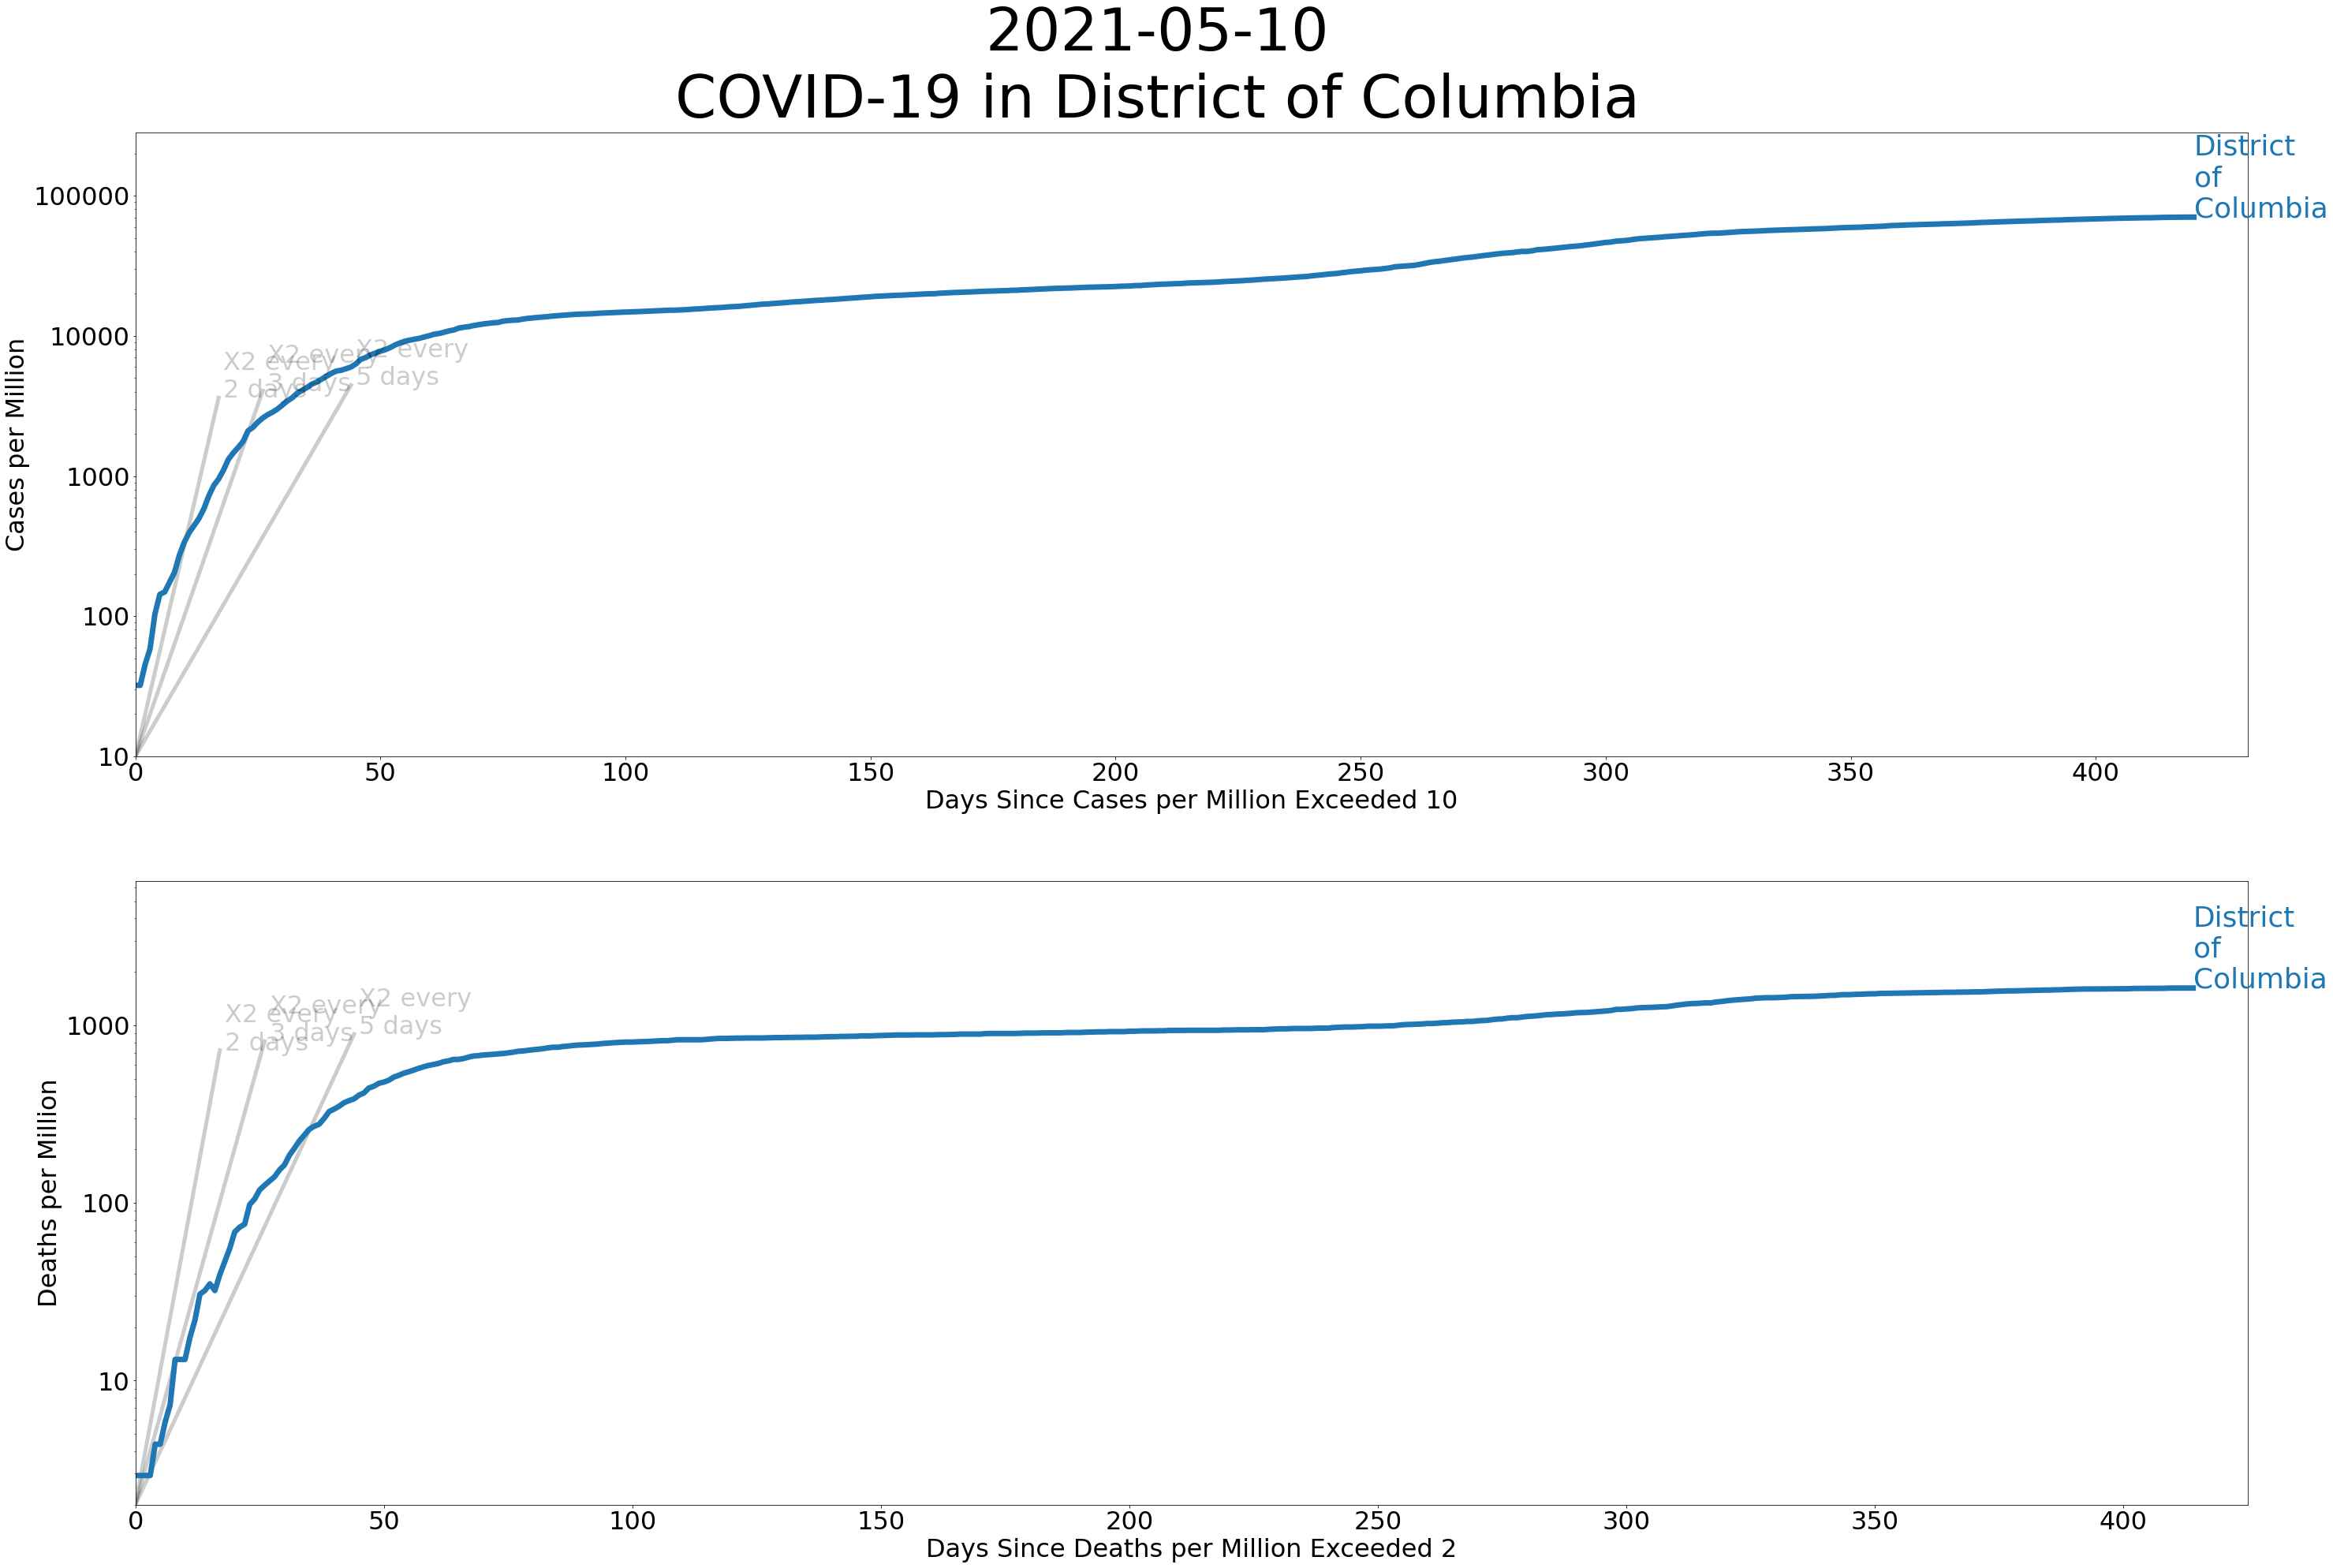 2021-05-10
COVID-19 in District of Columbia
District
of
Columbia
100000
10000
1000
100
10
Cases per Million
X2 every
2 days
X2 every
3 days
X2 every
5 days
0 50 100 150 200 250 300 350 400
Days Since Cases per Million Exceeded 10
District
of
Columbia
1000
100
10
Deaths per Million
X2 every
2 days
X2 every
3 days
X2 every
5 days
0 50 100 150 200 250 300 350 400
Days Since Deaths per Million Exceeded 2